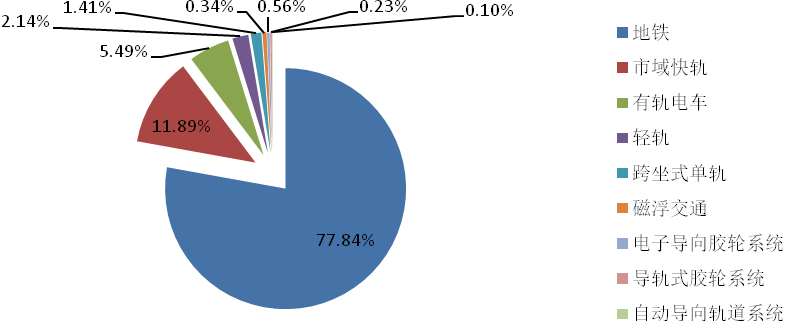 1.41%
0.34%
0.56%
0.23%
0.10%
2.14%
5.49%
11.89%
77.84%
地铁
市域快轨
有轨电车
轻轨
跨坐式单轨
磁浮交通
电子导向胶轮系统
导轨式胶轮系统
自动导向轨道系统